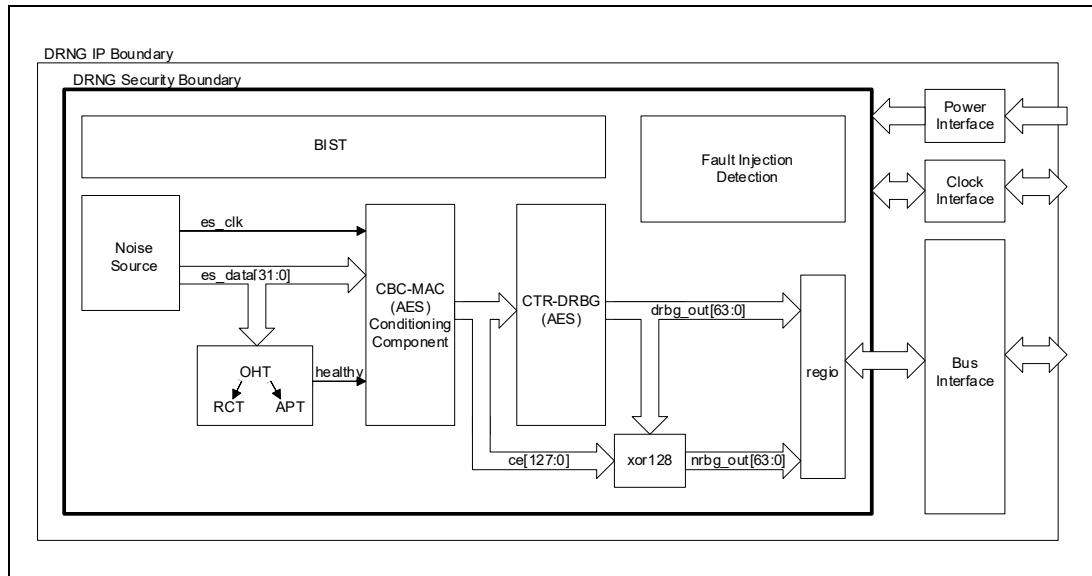 DRNG IP Boundary
DRNG Security Boundary
BIST
Fault Injection
Detection
Power
Interface
Clock
Interface
Noise
Source
es_clk
es_data[31:0]
CBC-MAC
(AES)
Conditioning
Component
CTR-DRBG
(AES)
drbg_out[63:0]
OHT
RCT
APT
healthy
ce[127:0]
xor128
nrbg_out[63:0]
regio
Bus
Interface